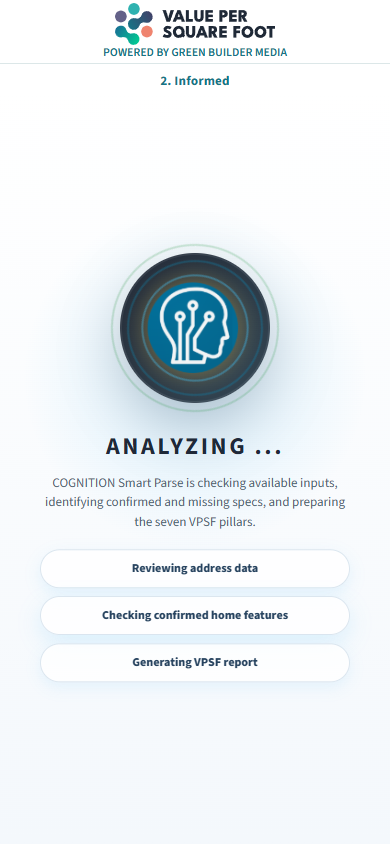 VALUE PER
SQUARE FOOT
POWERED BY GREEN BUILDER MEDIA
2. Informed
ANALYZING ...
COGNITION Smart Parse is checking available inputs,
identifying confirmed and missing specs, and preparing
the seven VPSF pillars.
Reviewing address data
Checking confirmed home features
Generating VPSF report